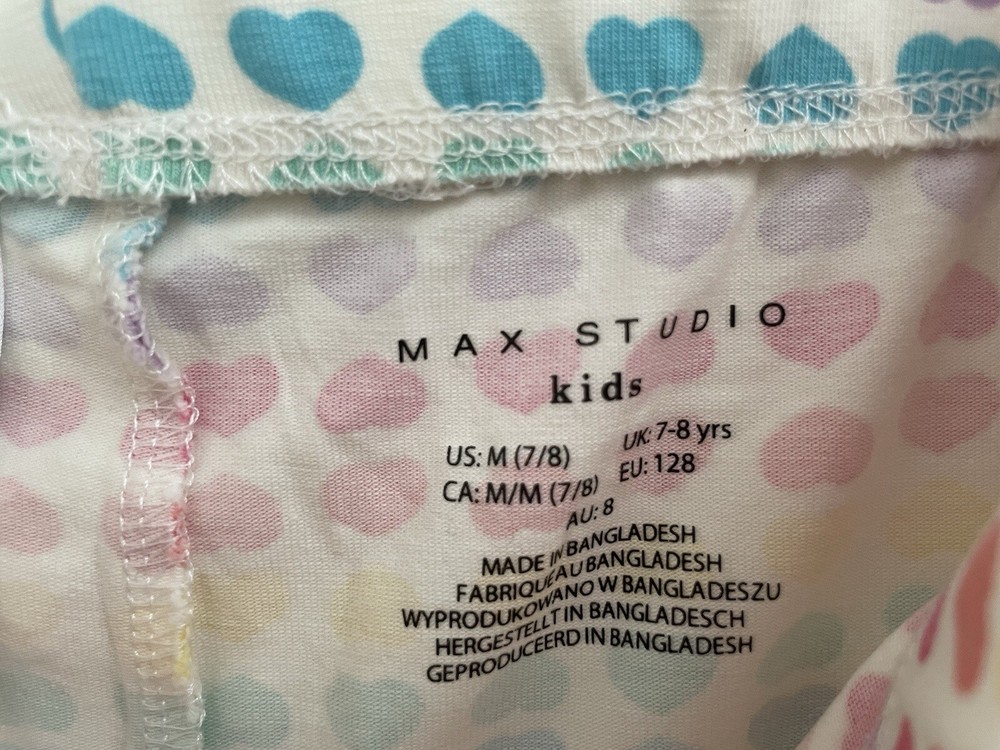 MAX STUDIO
kids
US: M (7/8) UK: 7-8 yrs
CA: M/M (7/8) EU: 128
AU: 8
MADE IN BANGLADESH
FABRIQUE AU BANGLADESH
WYPRODUKOWANO W BANGLADESZU
HERGESTELLT IN BANGLADESCH
GEPRODUCEERD IN BANGLADESH